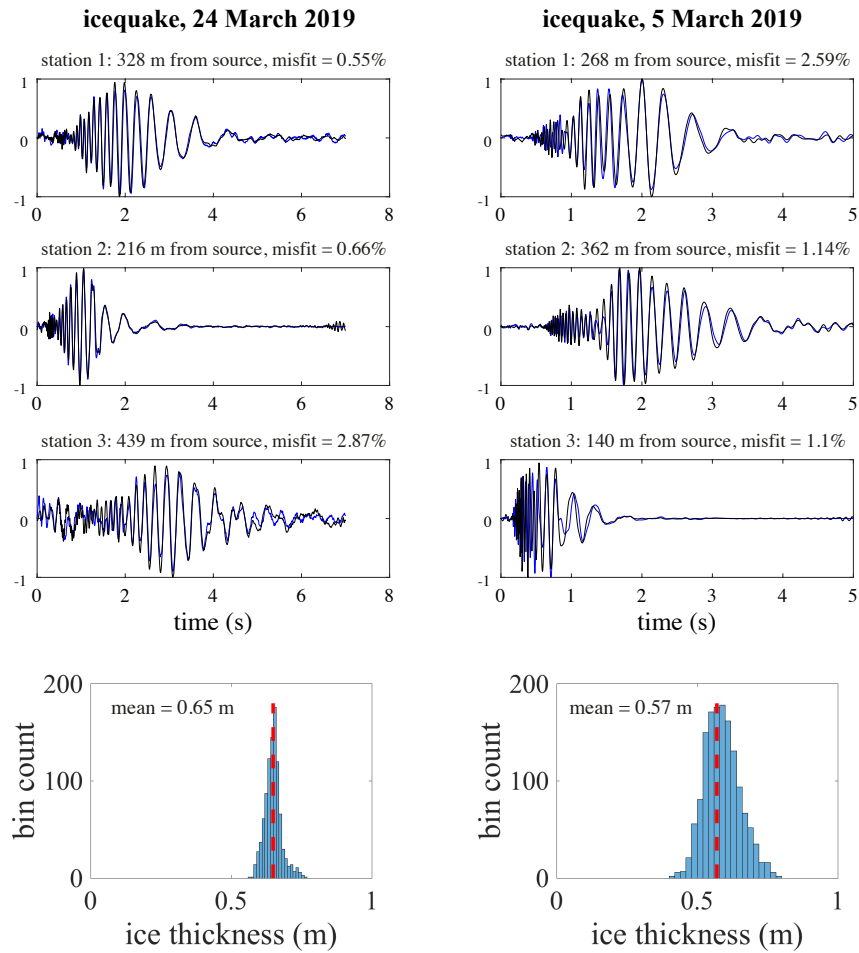 icequake, 24 March 2019
station 1: 328 m from source, misfit = 0.55%
1
0
-1
0 2 4 6 8
station 2: 216 m from source, misfit = 0.66%
1
0
-1
0 2 4 6 8
station 3: 439 m from source, misfit = 2.87%
1
0
-1
0 2 4 6 8
time (s)
icequake, 5 March 2019
station 1: 268 m from source, misfit = 2.59%
1
0
-1
0 1 2 3 4 5
station 2: 362 m from source, misfit = 1.14%
1
0
-1
0 1 2 3 4 5
station 3: 140 m from source, misfit = 1.1%
1
0
-1
0 1 2 3 4 5
time (s)
200
mean = 0.65 m
bin count
100
0
0 0.5 1
ice thickness (m)
200
mean = 0.57 m
bin count
100
0
0 0.5 1
ice thickness (m)